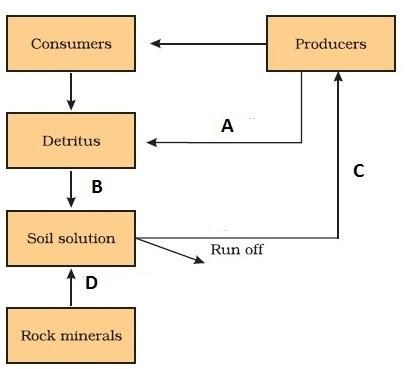 Consumers
Producers
A
Detritus
B
C
Soil solution
Run off
D
Rock minerals